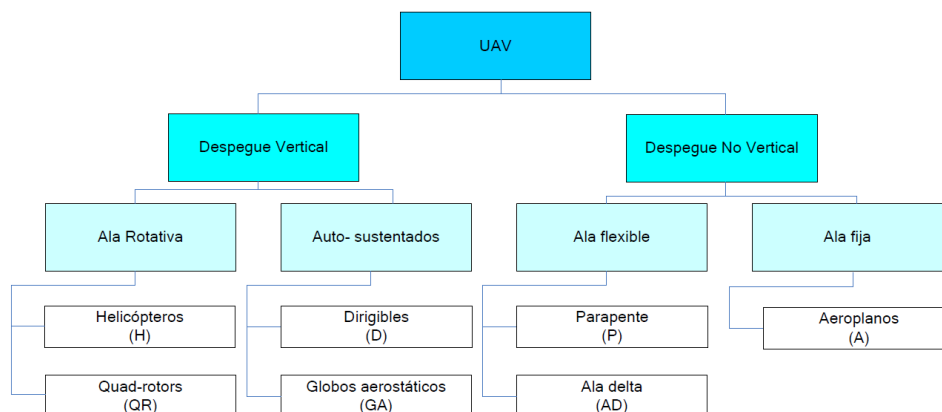 UAV
Despegue Vertical
Despegue No Vertical
Ala Rotativa
Auto- sustentados
Ala flexible
Ala fija
Helicópteros
(H)
Dirigibles
(D)
Parapente
(P)
Aeroplanos
(A)
Quad-rotors
(QR)
Globos aerostáticos
(GA)
Ala delta
(AD)